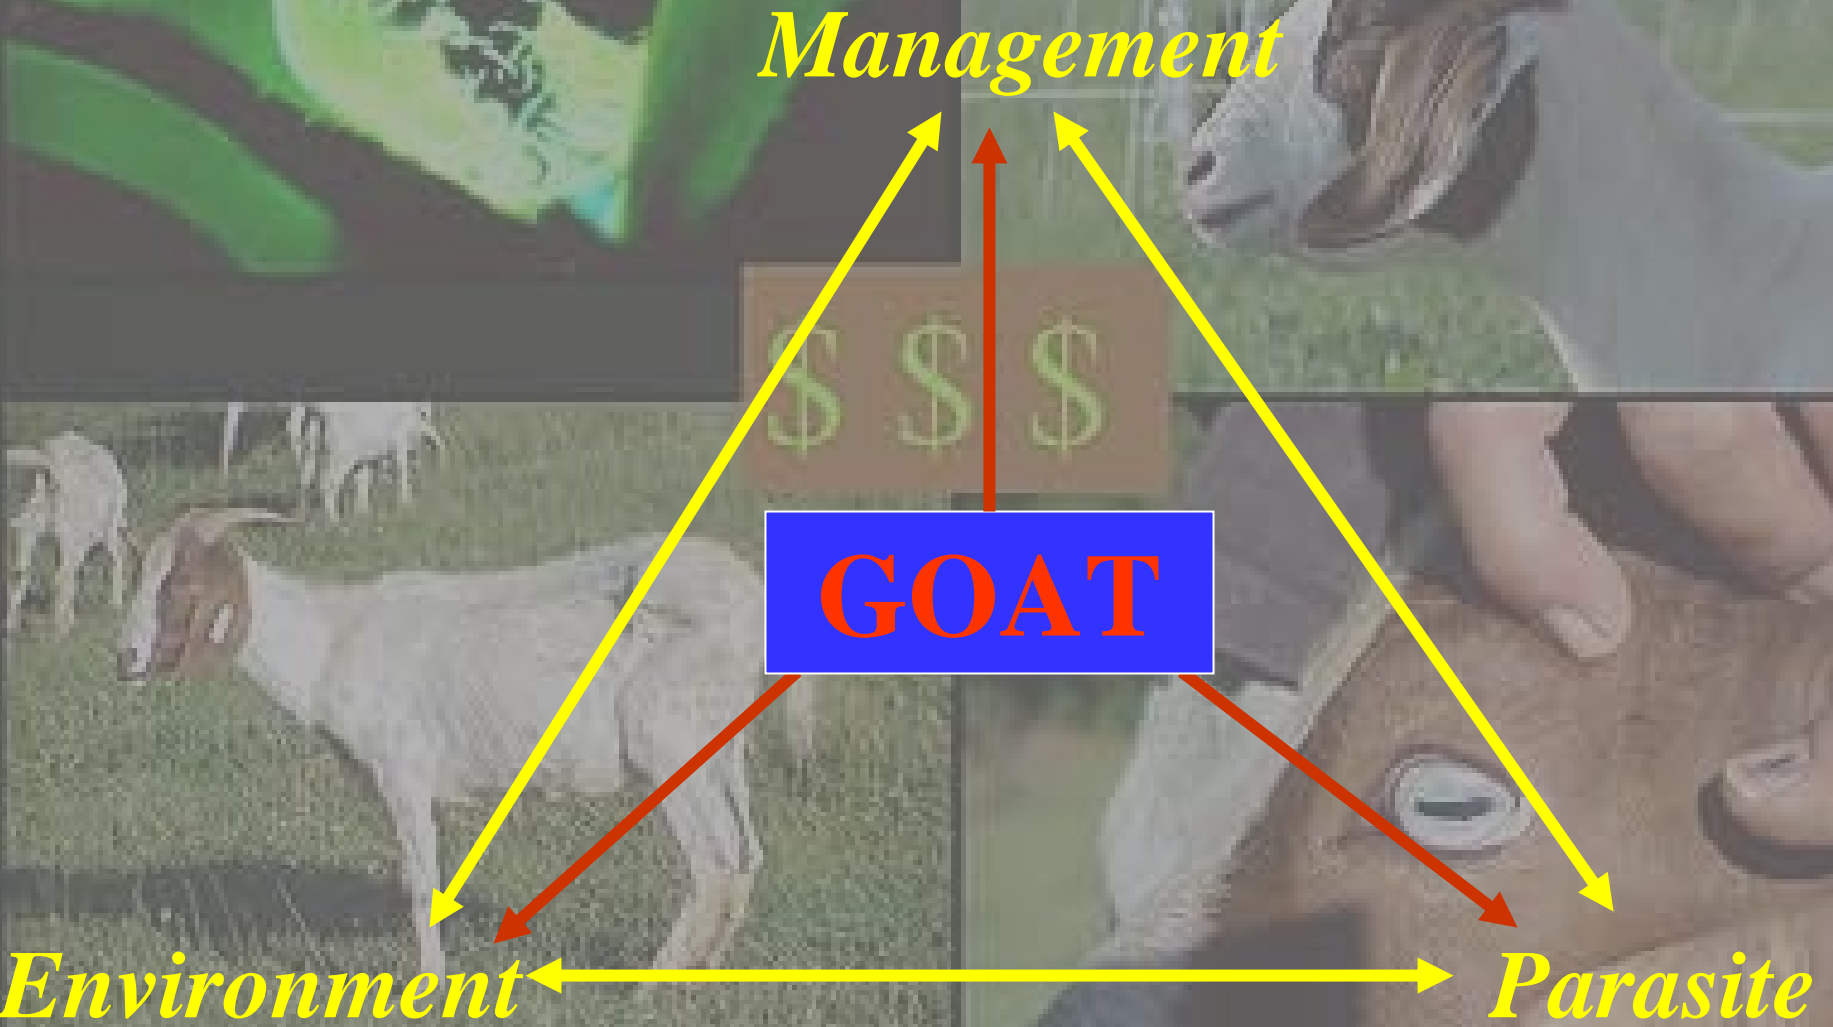 Management
$ $ $
GOAT
Environment
Parasite